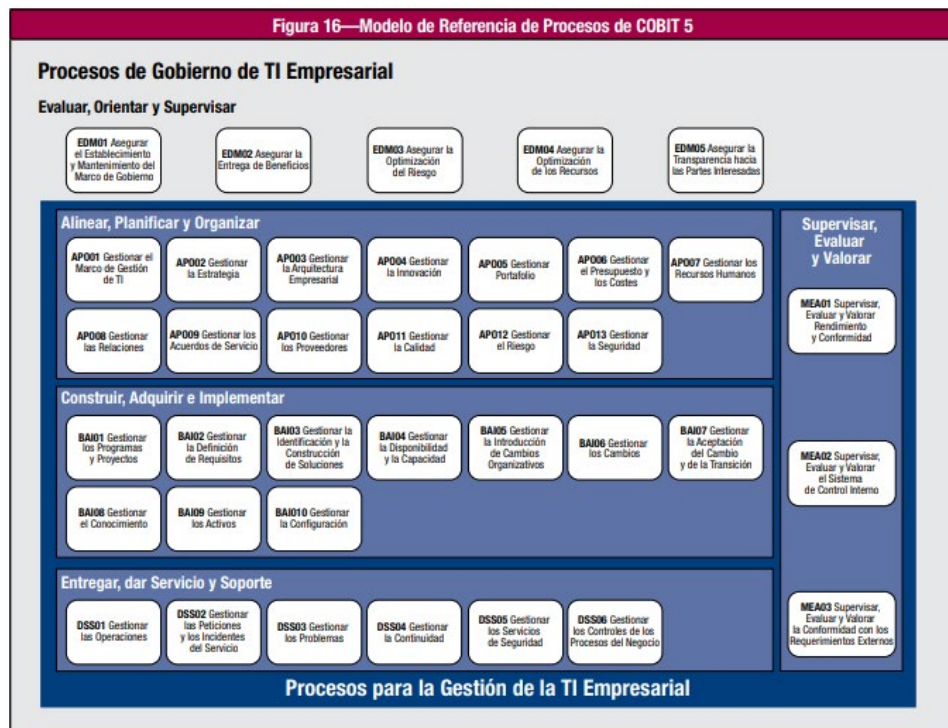 Figura 16—Modelo de Referencia de Procesos de COBIT 5
Procesos de Gobierno de TI Empresarial
Evaluar, Orientar y Supervisar
EDM01 Asegurar
el Establecimiento
y Mantenimiento del
Marco de Gobierno
EDM02 Asegurar la
Entrega de Beneficios
EDM03 Asegurar la
Optimización
del Riesgo
EDM04 Asegurar la
Optimización
de los Recursos
EDM05 Asegurar la
Transparencia hacia
las Partes Interesadas
Alinear, Planificar y Organizar
APO01 Gestionar el
Marco de Gestión
de TI
APO02 Gestionar
la Estrategia
APO03 Gestionar
la Arquitectura
Empresarial
APO04 Gestionar
la Innovación
APO05 Gestionar
Portafolio
APO06 Gestionar
el Presupuesto y
los Costes
APO07 Gestionar los
Recursos Humanos
APO08 Gestionar
las Relaciones
APO09 Gestionar los
Acuerdos de Servicio
APO10 Gestionar
los Proveedores
APO11 Gestionar
la Calidad
APO12 Gestionar
el Riesgo
APO13 Gestionar
la Seguridad
Construir, Adquirir e Implementar
BAI01 Gestionar
los Programas
y Proyectos
BAI02 Gestionar
la Definición
de Requisitos
BAI03 Gestionar la
Identificación y la
Construcción
de Soluciones
BAI04 Gestionar
la Disponibilidad
y la Capacidad
BAI05 Gestionar
la Introducción
de Cambios
Organizativos
BAI06 Gestionar
los Cambios
BAI07 Gestionar
la Aceptación
del Cambio
y de la Transición
BAI08 Gestionar
el Conocimiento
BAI09 Gestionar
los Activos
BAI010 Gestionar
la Configuración
Entregar, dar Servicio y Soporte
DSS01 Gestionar
las Operaciones
DSS02 Gestionar
las Peticiones
y los Incidentes
del Servicio
DSS03 Gestionar
los Problemas
DSS04 Gestionar
la Continuidad
DSS05 Gestionar
los Servicios
de Seguridad
DSS06 Gestionar
los Controles de los
Procesos del Negocio
Supervisar,
Evaluar
y Valorar
MEA01 Supervisar,
Evaluar y Valorar
Rendimiento
y Conformidad
MEA02 Supervisar,
Evaluar y Valorar
el Sistema
de Control Interno
MEA03 Supervisar,
Evaluar y Valorar
la Conformidad con los
Requerimientos Externos
Procesos para la Gestión de la TI Empresarial